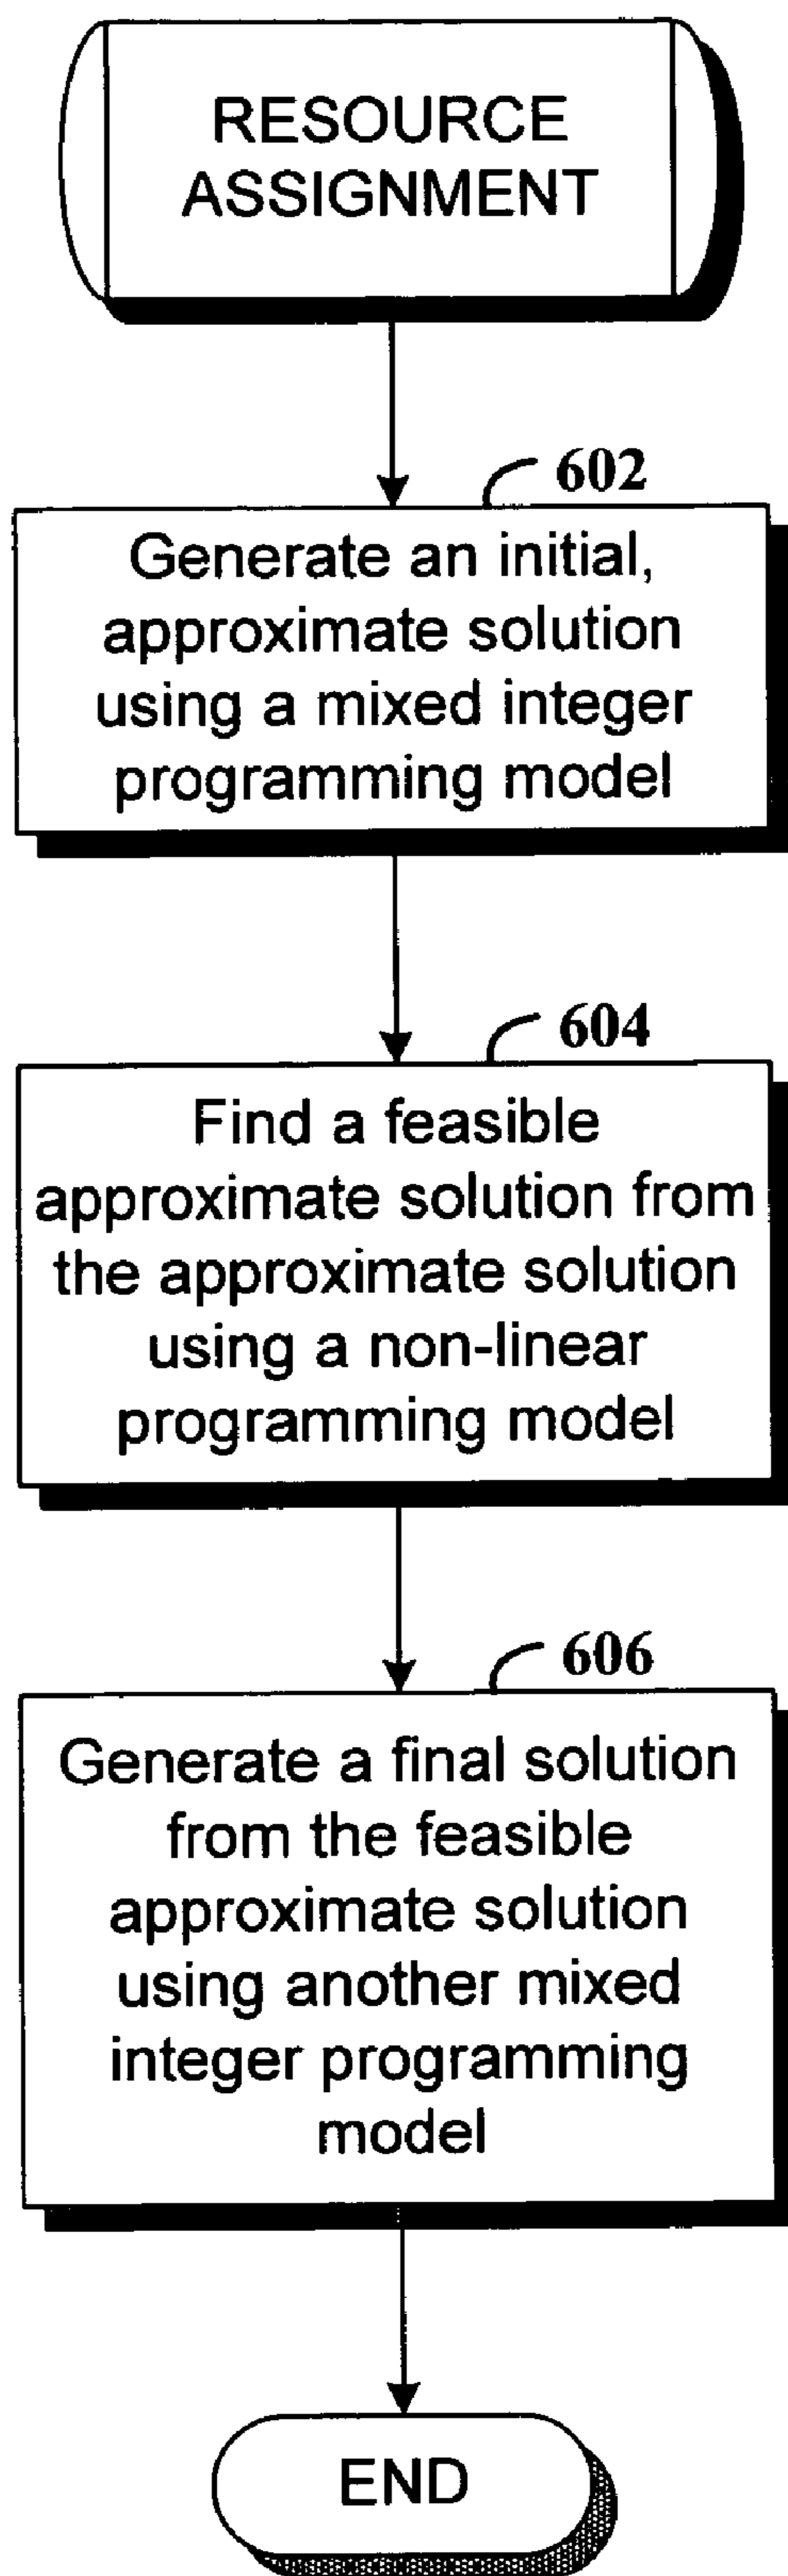 RESOURCE
ASSIGNMENT
602
Generate an initial,
approximate solution
using a mixed integer
programming model
604
Find a feasible
approximate solution from
the approximate solution
using a non-linear
programming model
606
Generate a final solution
from the feasible
approximate solution
using another mixed
integer programming
model
END